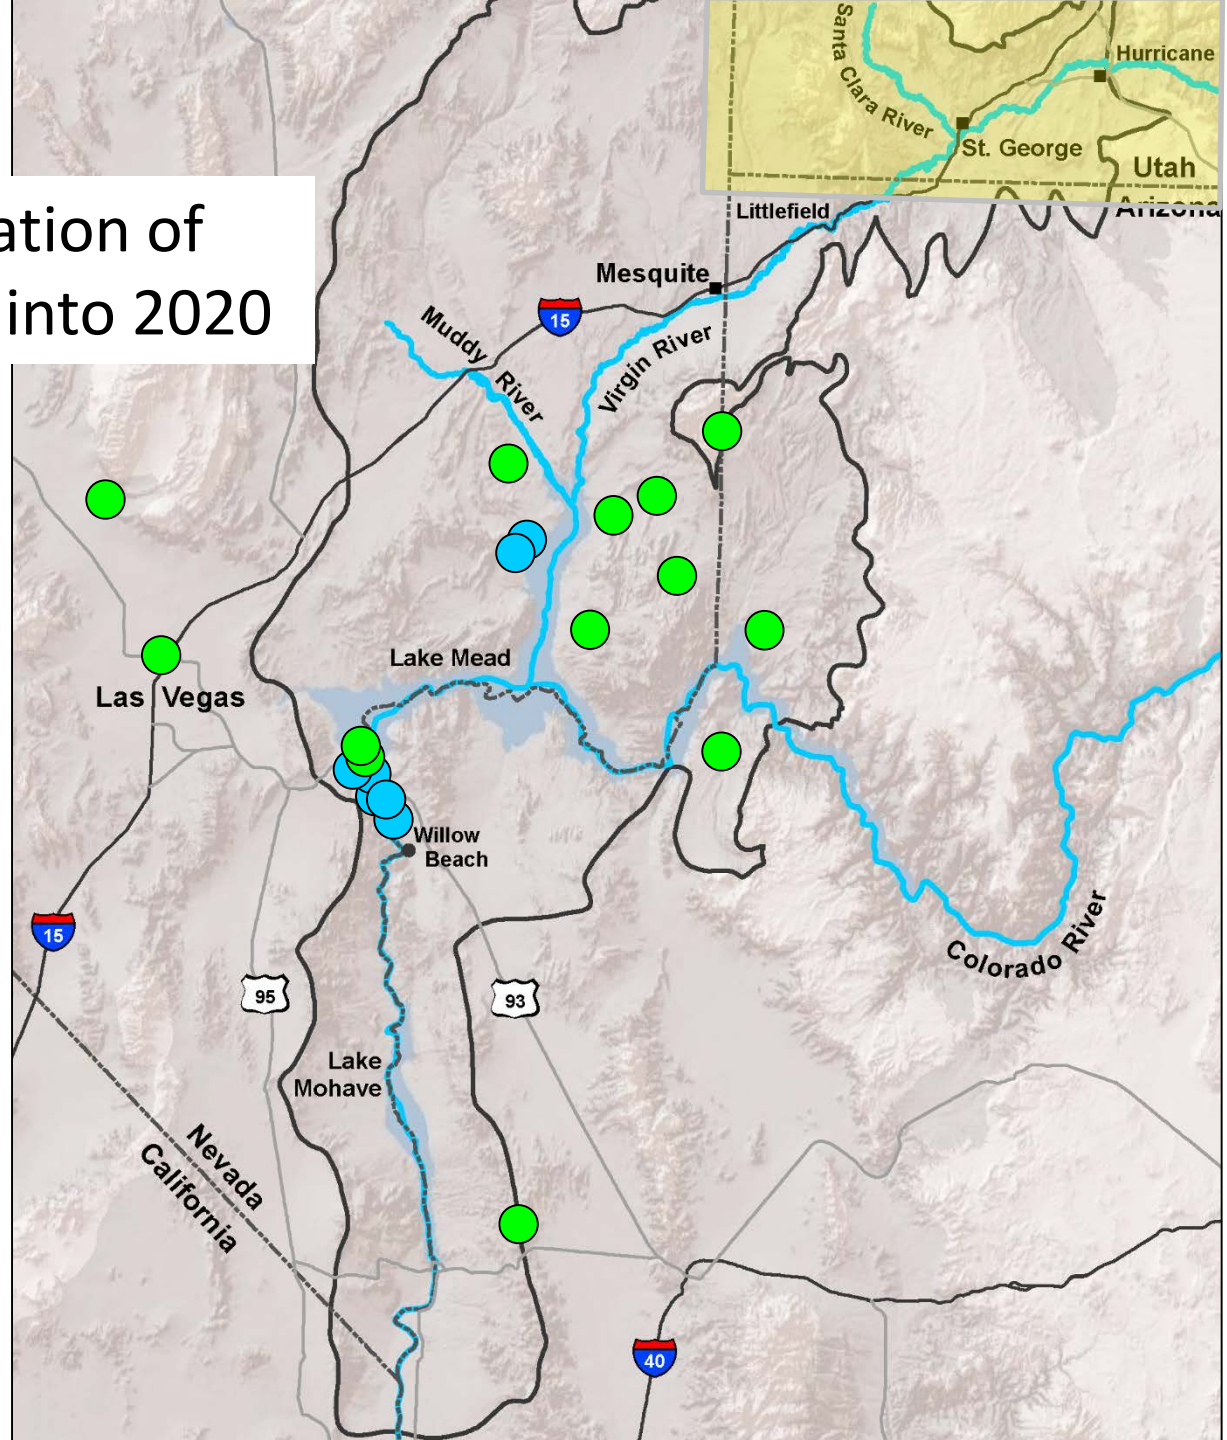 Santa Clara River
Hurricane
St. George
Utah
Arizona
Littlefield
ation of
into 2020
Mesquite
15
Muddy River
Virgin River
Lake Mead
Las Vegas
Willow
Beach
15
Colorado River
95
93
Lake
Mohave
Nevada
California
40